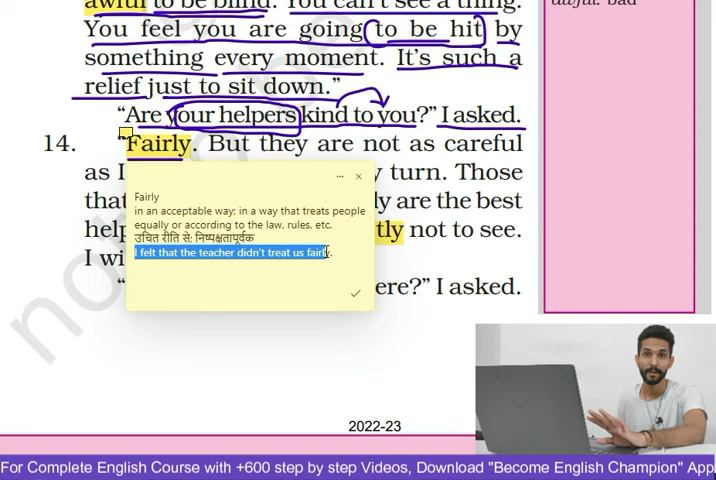 awful to be blind. You can't see a thing.
awful: bad
You feel you are going to be hit by
something every moment. It's such a
relief just to sit down."
"Are your helpers kind to you?" I asked.
14. "Fairly. But they are not as careful
as I y turn. Those
that ly are the best
help tly not to see.
I wi
" ere?" I asked.
Fairly
in an acceptable way; in a way that treats people
equally or according to the law, rules, etc.
उचित रीति से; निष्पक्षतापूर्वक
I felt that the teacher didn't treat us fairly.
not
2022-23
For Complete English Course with +600 step by step Videos, Download "Become English Champion" App